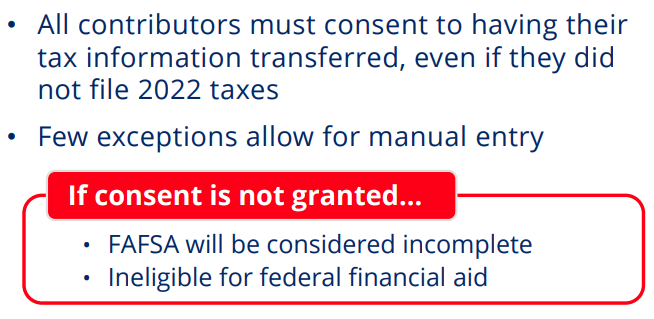 • All contributors must consent to having their
tax information transferred, even if they did
not file 2022 taxes
• Few exceptions allow for manual entry
If consent is not granted...
• FAFSA will be considered incomplete
• Ineligible for federal financial aid